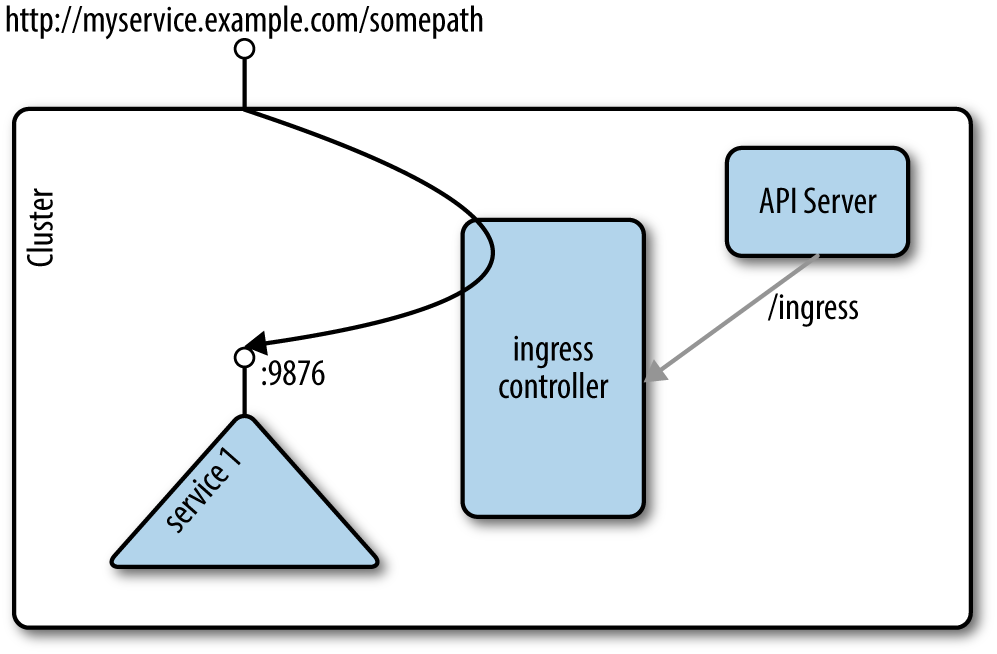 http://myservice.example.com/somepath
Cluster
API Server
/ingress
ingress
controller
:9876
service 1